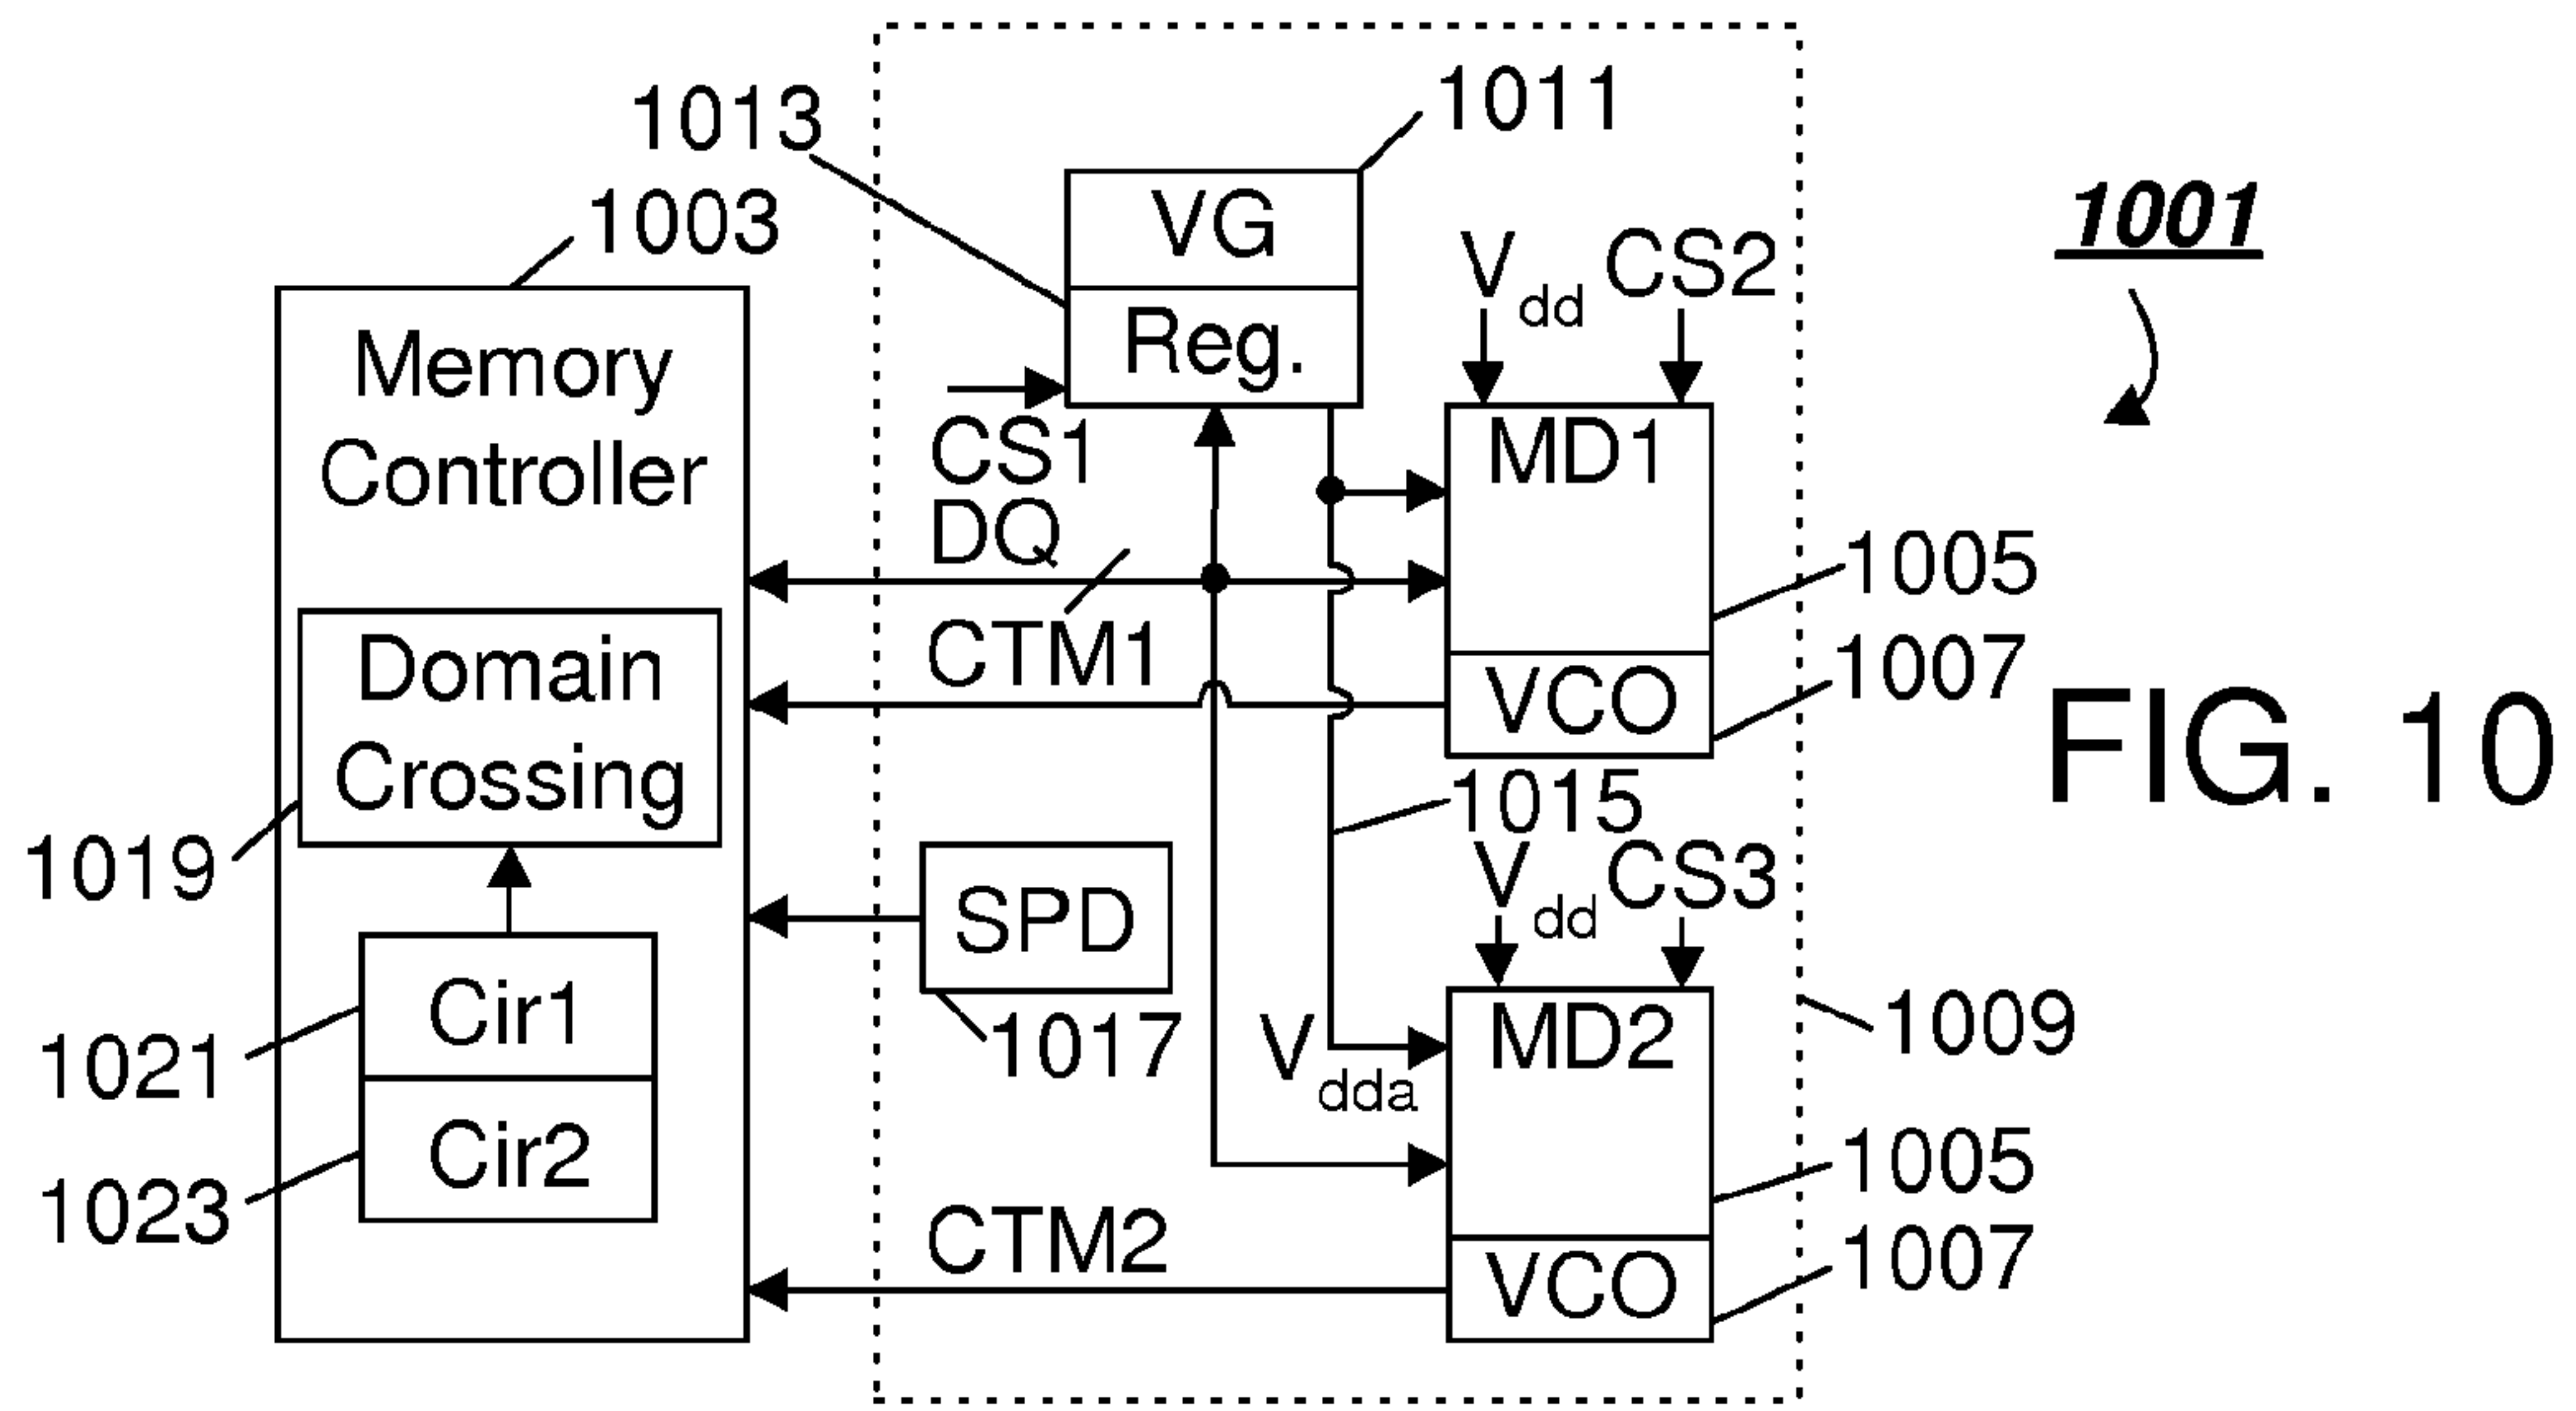 1011
1013
1003
VG
Reg.
1001
Vdd CS2
Memory
Controller
CS1
DQ
MD1
1005
CTM1
1007
VCO
Domain
Crossing
FIG. 10
1015
1019
Vdd CS3
SPD
1017
Cir1
1021
Vdda
MD2
1009
Cir2
1023
1005
CTM2
1007
VCO